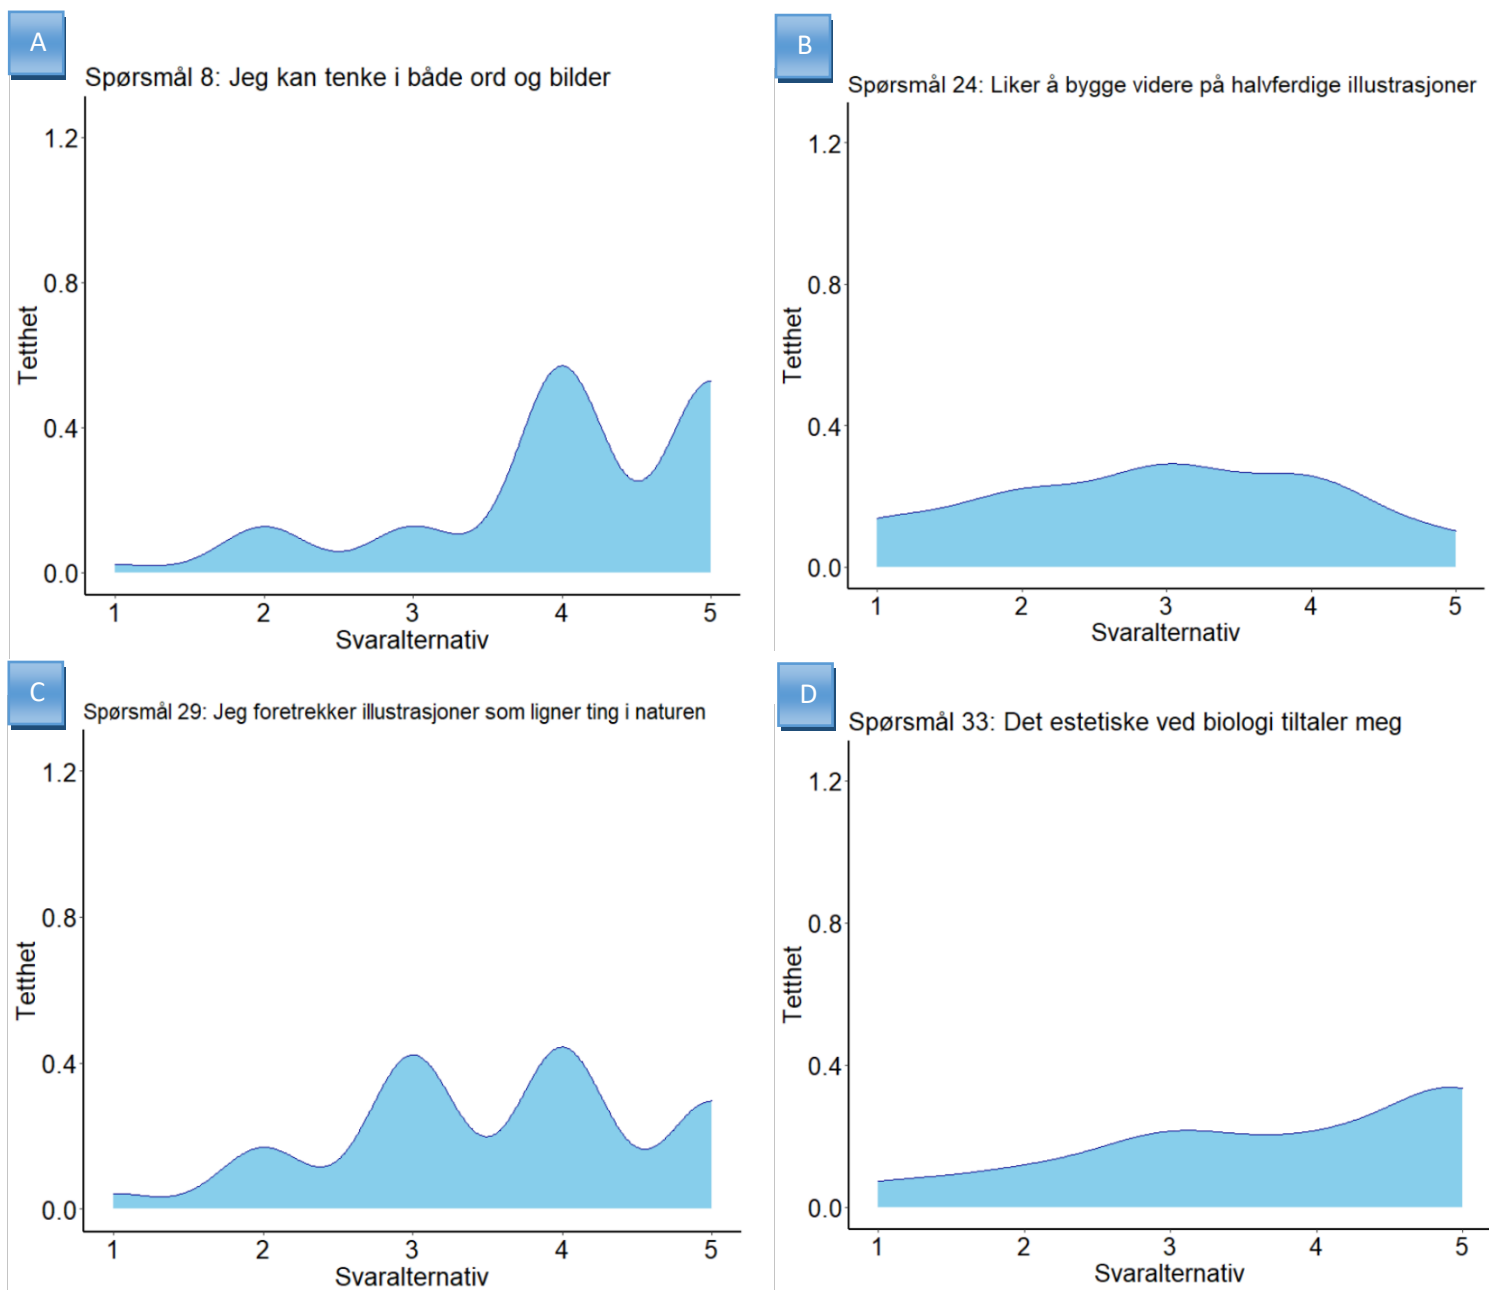 A
Spørsmål 8: Jeg kan tenke i både ord og bilder
1.2
0.8
0.4
0.0
Tetthet
1 2 3 4 5
Svaralternativ
B
Spørsmål 24: Liker å bygge videre på halvferdige illustrasjoner
1.2
0.8
0.4
0.0
Tetthet
1 2 3 4 5
Svaralternativ
C
Spørsmål 29: Jeg foretrekker illustrasjoner som ligner ting i naturen
1.2
0.8
0.4
0.0
Tetthet
1 2 3 4 5
Svaralternativ
D
Spørsmål 33: Det estetiske ved biologi tiltaler meg
1.2
0.8
0.4
0.0
Tetthet
1 2 3 4 5
Svaralternativ